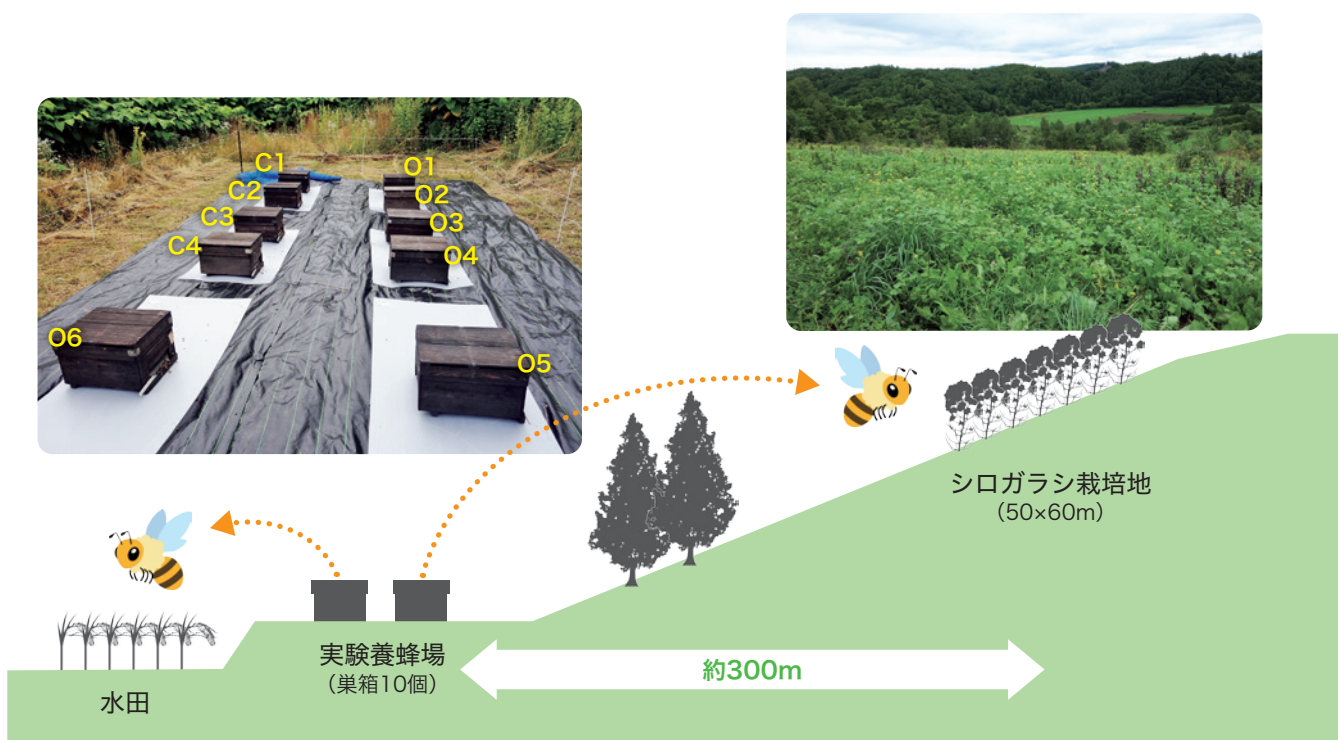 C1
C2
C3
C4
O1
O2
O3
O4
O6
O5
シロガラシ栽培地
（50×60m）
実験養蜂場
（巣箱10個）
約300m
水田